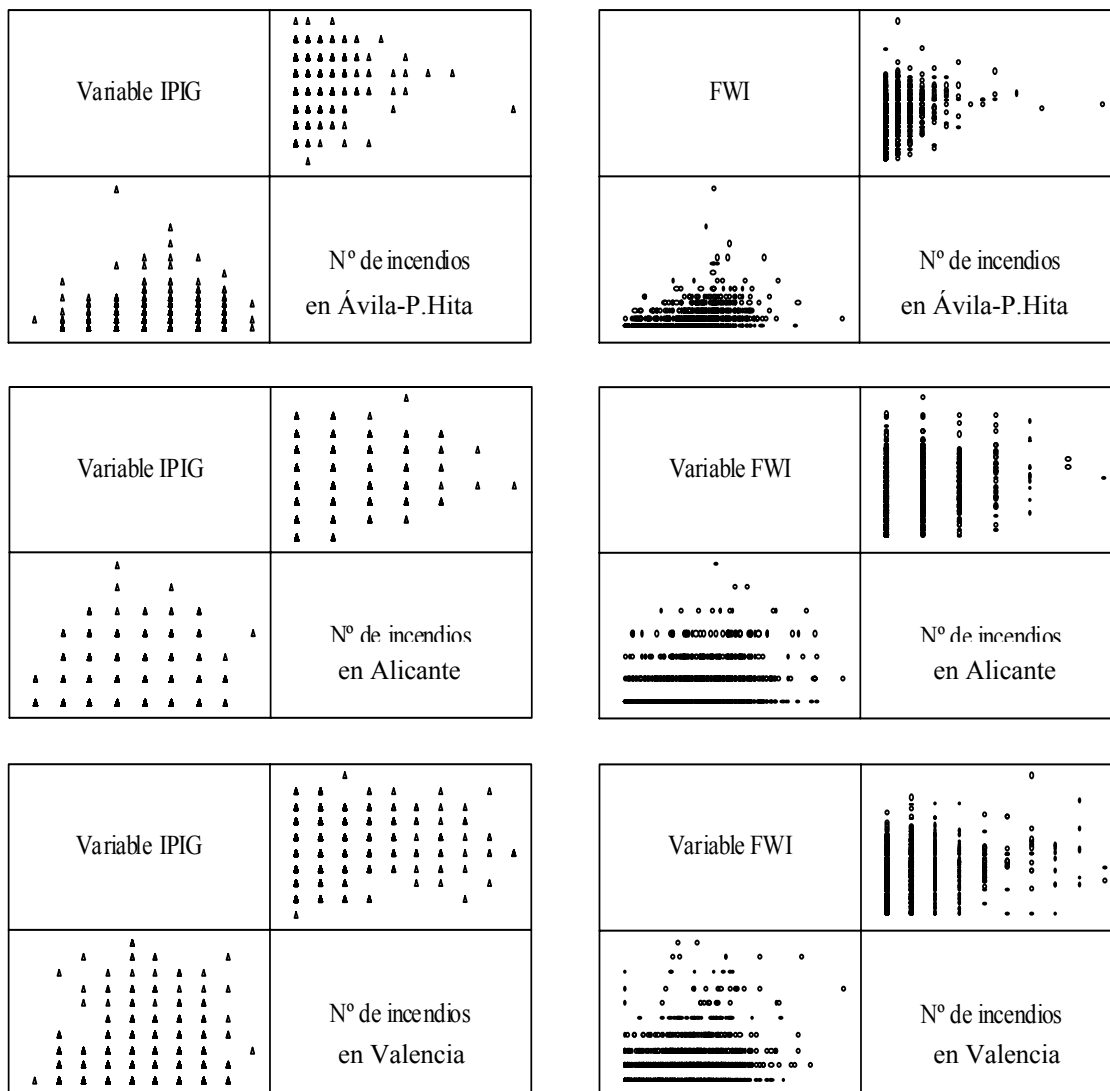 Variable IPIG
FWI
Nº de incendios
en Ávila-P.Hita
Nº de incendios
en Ávila-P.Hita
Variable IPIG
Variable FWI
Nº de incendios
en Alicante
Nº de incendios
en Alicante
Variable IPIG
Variable FWI
Nº de incendios
en Valencia
Nº de incendios
en Valencia